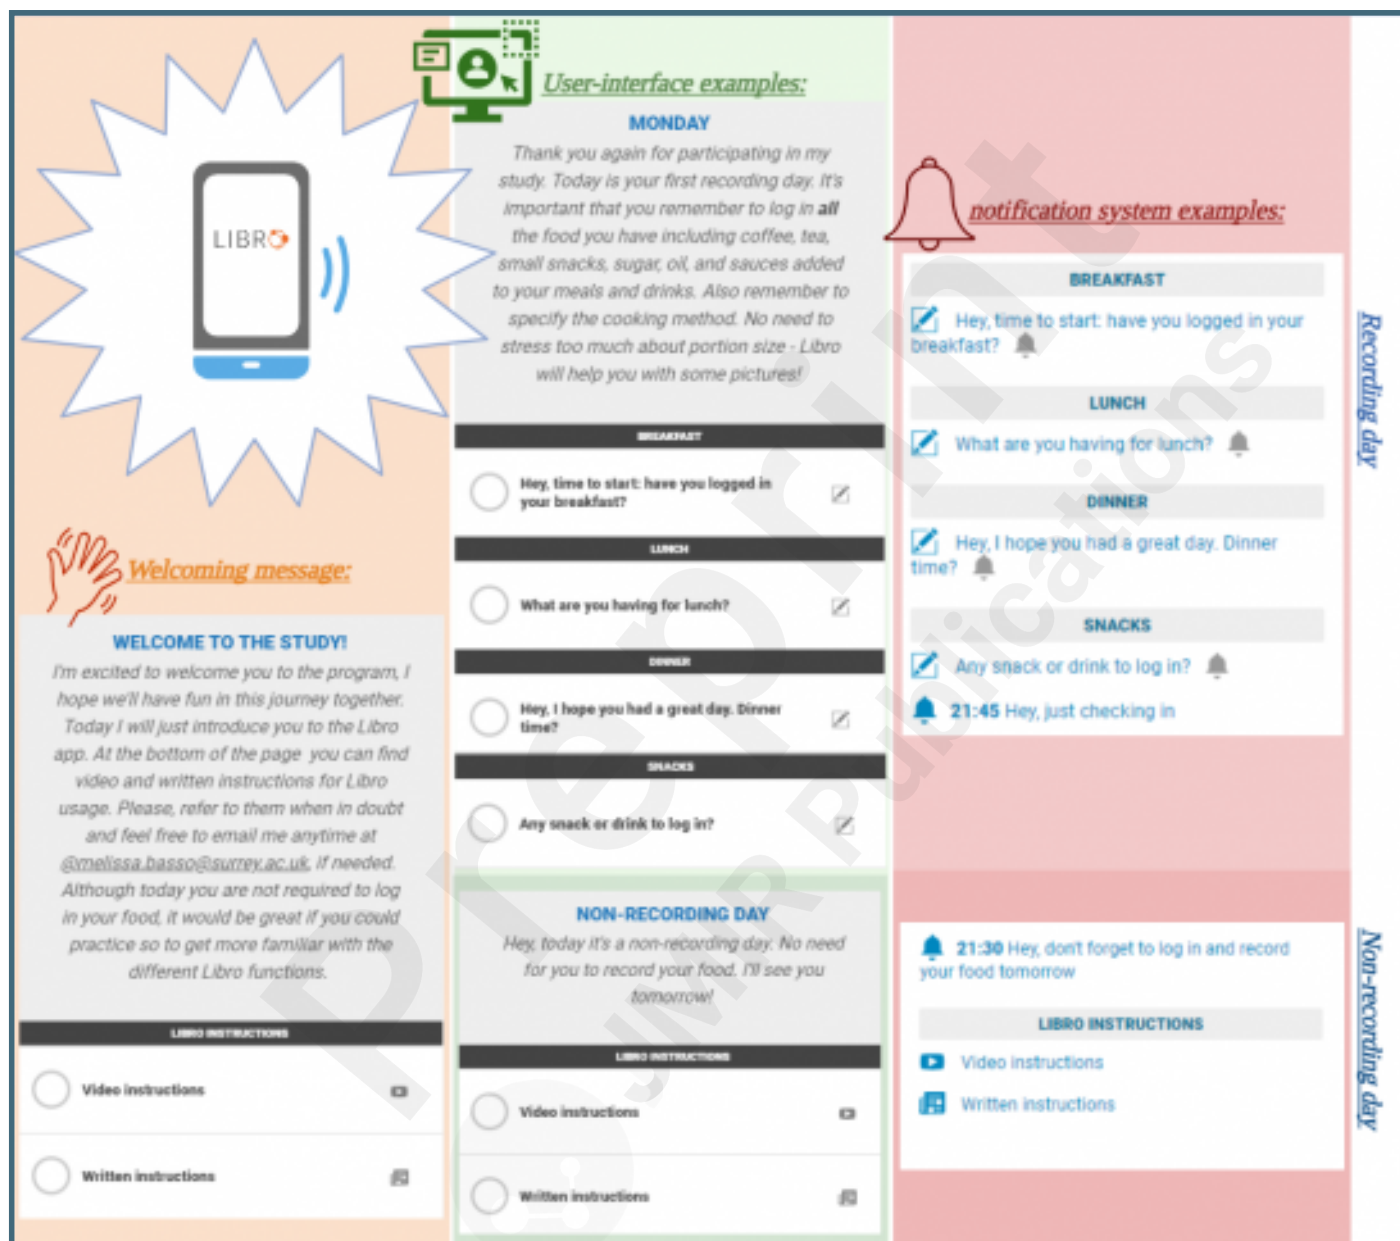 LIBRO
Welcoming message:
WELCOME TO THE STUDY!
I'm excited to welcome you to the program, I
hope we'll have fun in this journey together.
Today I will just introduce you to the Libro
app. At the bottom of the page you can find
video and written instructions for Libro
usage. Please, refer to them when in doubt
and feel free to email me anytime at
@melissa.basso@surrey.ac.uk, if needed.
Although today you are not required to log
in your food, it would be great if you could
practice so to get more familiar with the
different Libro functions.
LIBRO INSTRUCTIONS
Video instructions
Written instructions
User-interface examples:
MONDAY
Thank you again for participating in my
study. Today is your first recording day. It's
important that you remember to log in all
the food you have including coffee, tea,
small snacks, sugar, oil, and sauces added
to your meals and drinks. Also remember to
specify the cooking method. No need to
stress too much about portion size - Libro
will help you with some pictures!
BREAKFAST
Hey, time to start: have you logged in
your breakfast?
LUNCH
What are you having for lunch?
DINNER
Hey, I hope you had a great day. Dinner
time?
SNACKS
Any snack or drink to log in?
NON-RECORDING DAY
Hey, today it's a non-recording day. No need
for you to record your food. I'll see you
tomorrow!
LIBRO INSTRUCTIONS
Video instructions
Written instructions
notification system examples:
BREAKFAST
Hey, time to start: have you logged in your
breakfast?
LUNCH
What are you having for lunch?
DINNER
Hey, I hope you had a great day. Dinner
time?
SNACKS
Any snack or drink to log in?
21:45 Hey, just checking in
21:30 Hey, don't forget to log in and record
your food tomorrow
LIBRO INSTRUCTIONS
Video instructions
Written instructions
Recording day
Non-recording day
Preprint
JMIR Publications